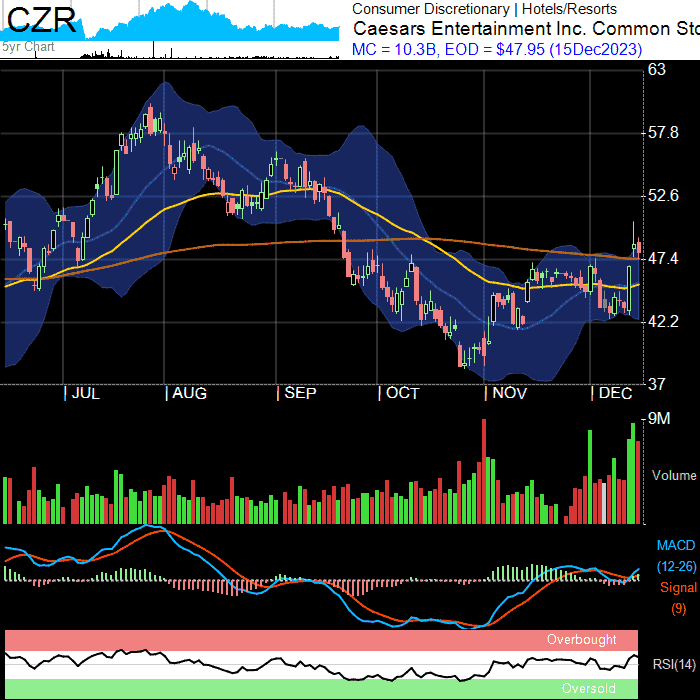 CZR
5yr Chart
Consumer Discretionary | Hotels/Resorts
Caesars Entertainment Inc. Common Sto
MC = 10.3B, EOD = $47.95 (15Dec2023)
63
57.8
52.6
47.4
42.2
37
| JUL | AUG | SEP | OCT | NOV | DEC
9M
Volume
MACD
(12-26)
Signal
(9)
Overbought
RSI(14)
Oversold